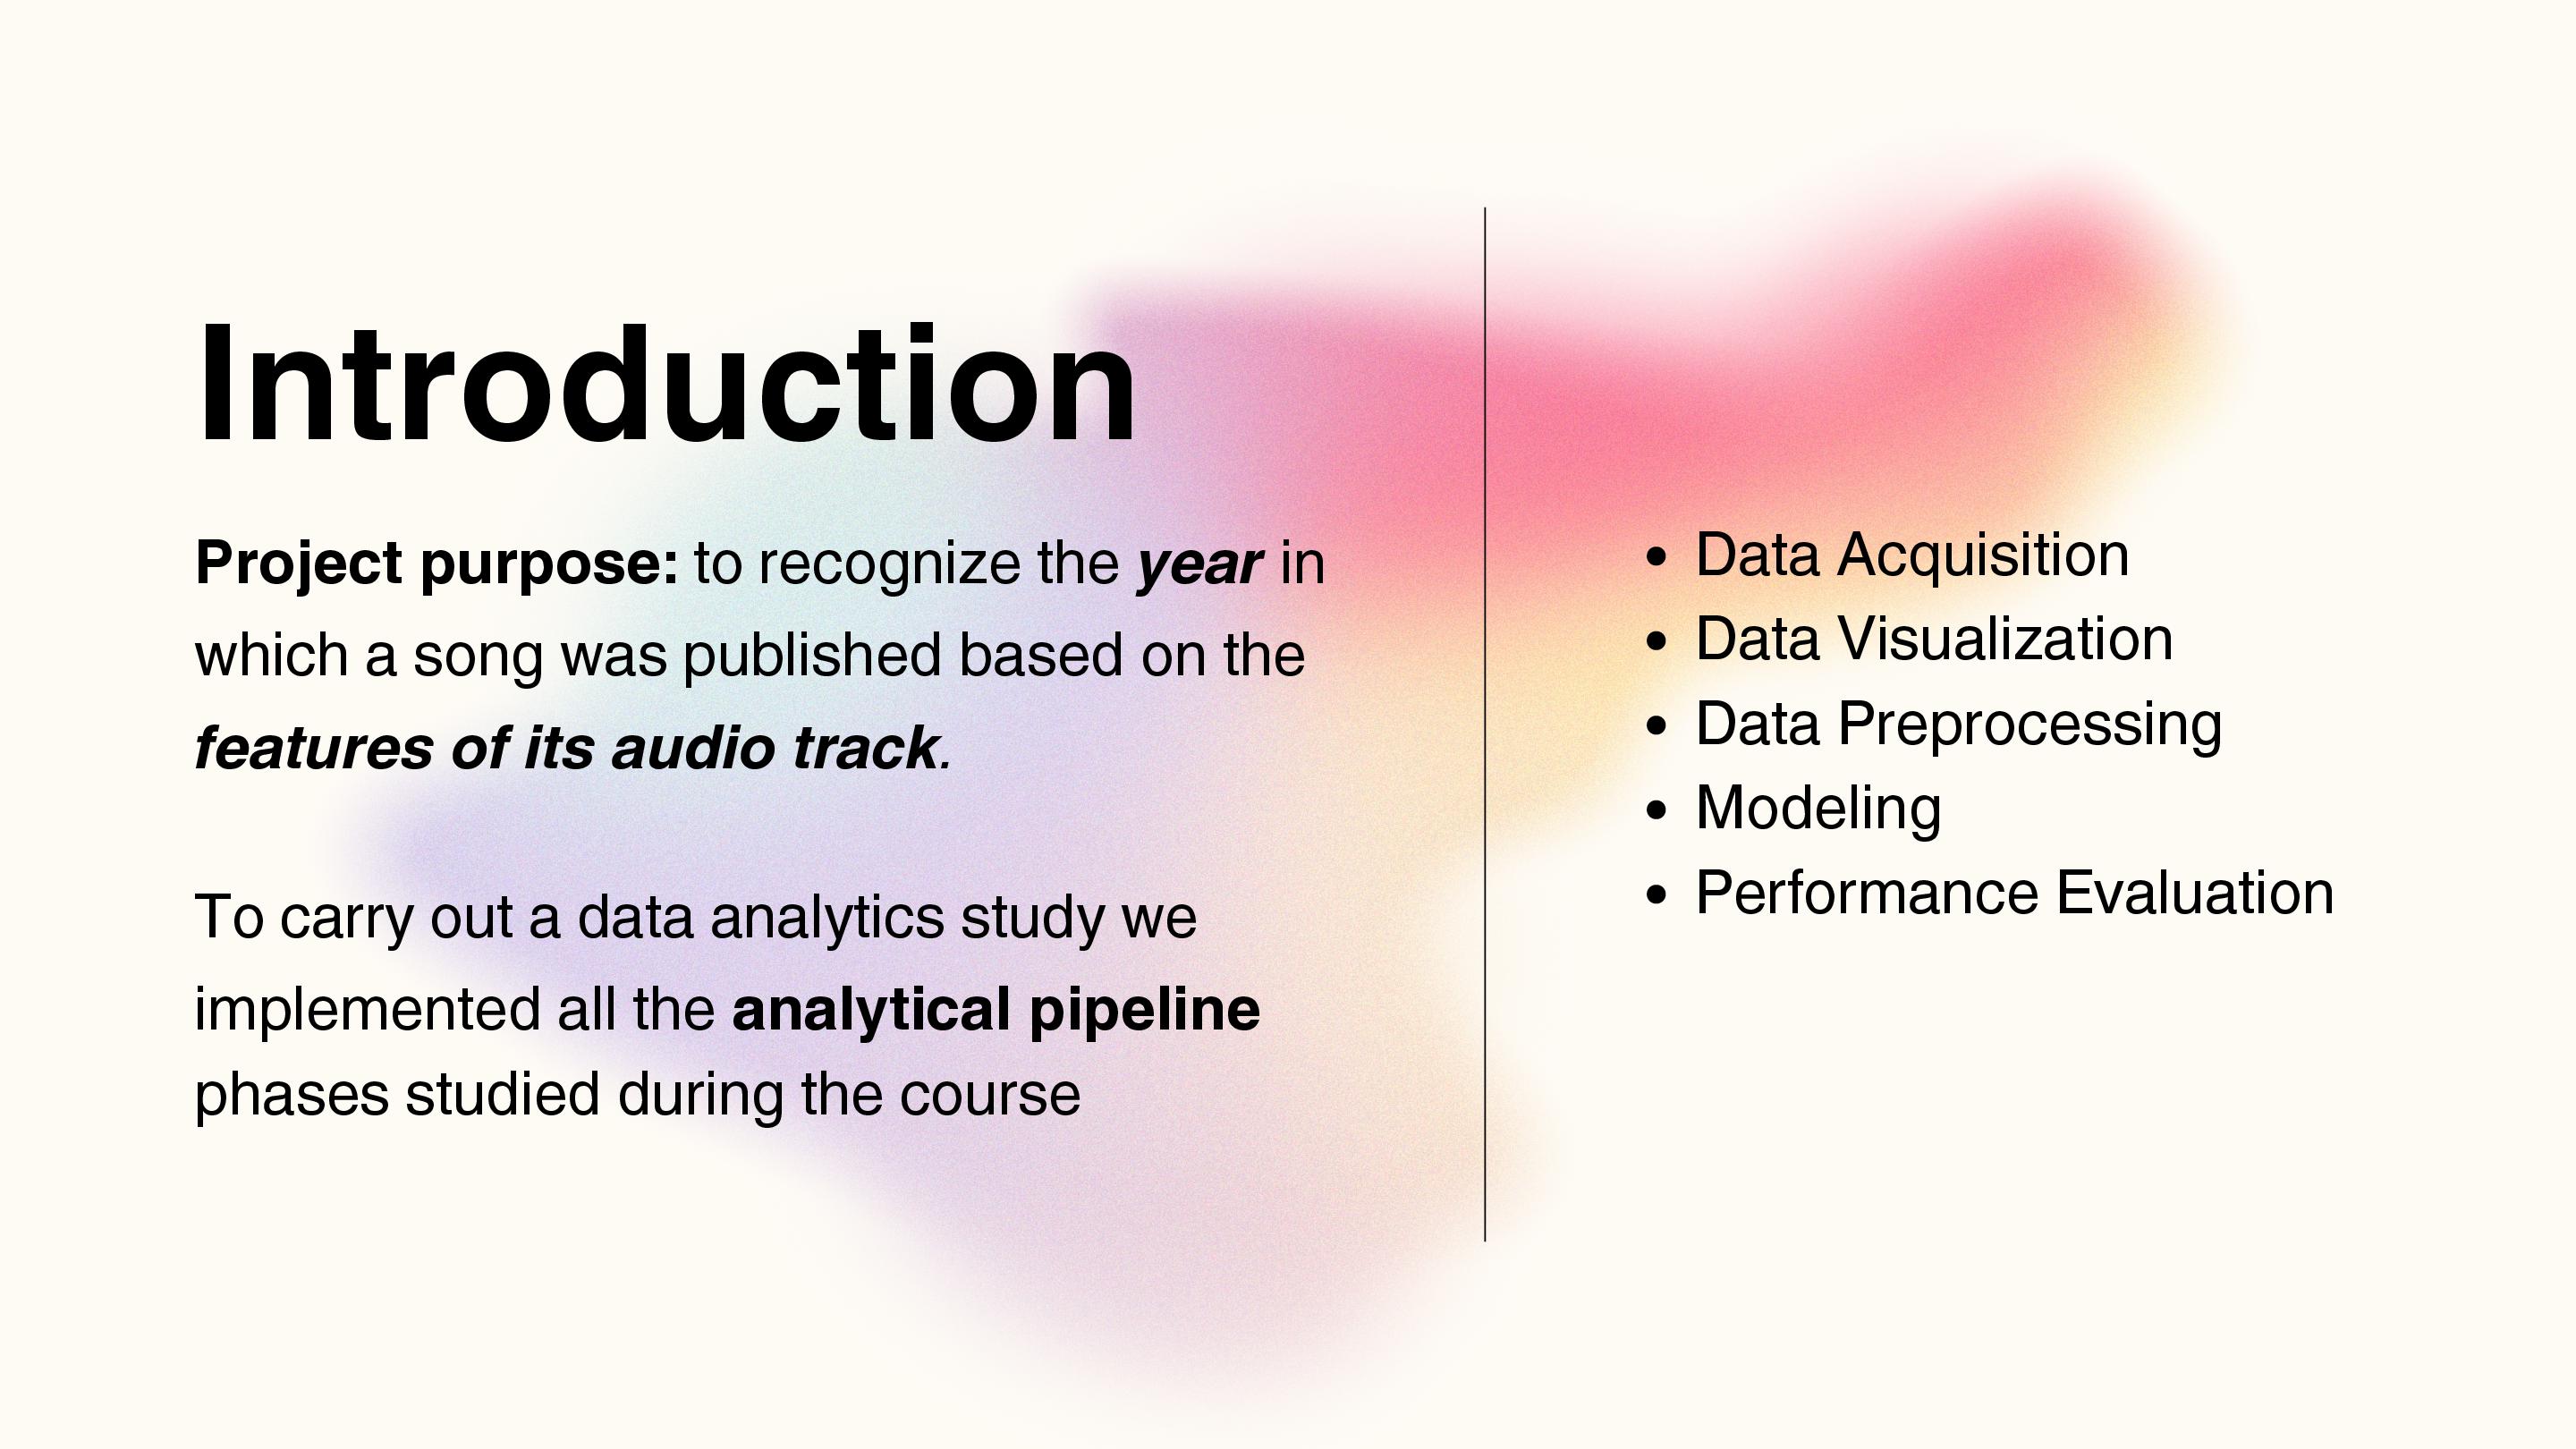 Introduction
Project purpose: to recognize the year in
which a song was published based on the
features of its audio track.
To carry out a data analytics study we
implemented all the analytical pipeline
phases studied during the course
• Data Acquisition
• Data Visualization
• Data Preprocessing
• Modeling
• Performance Evaluation